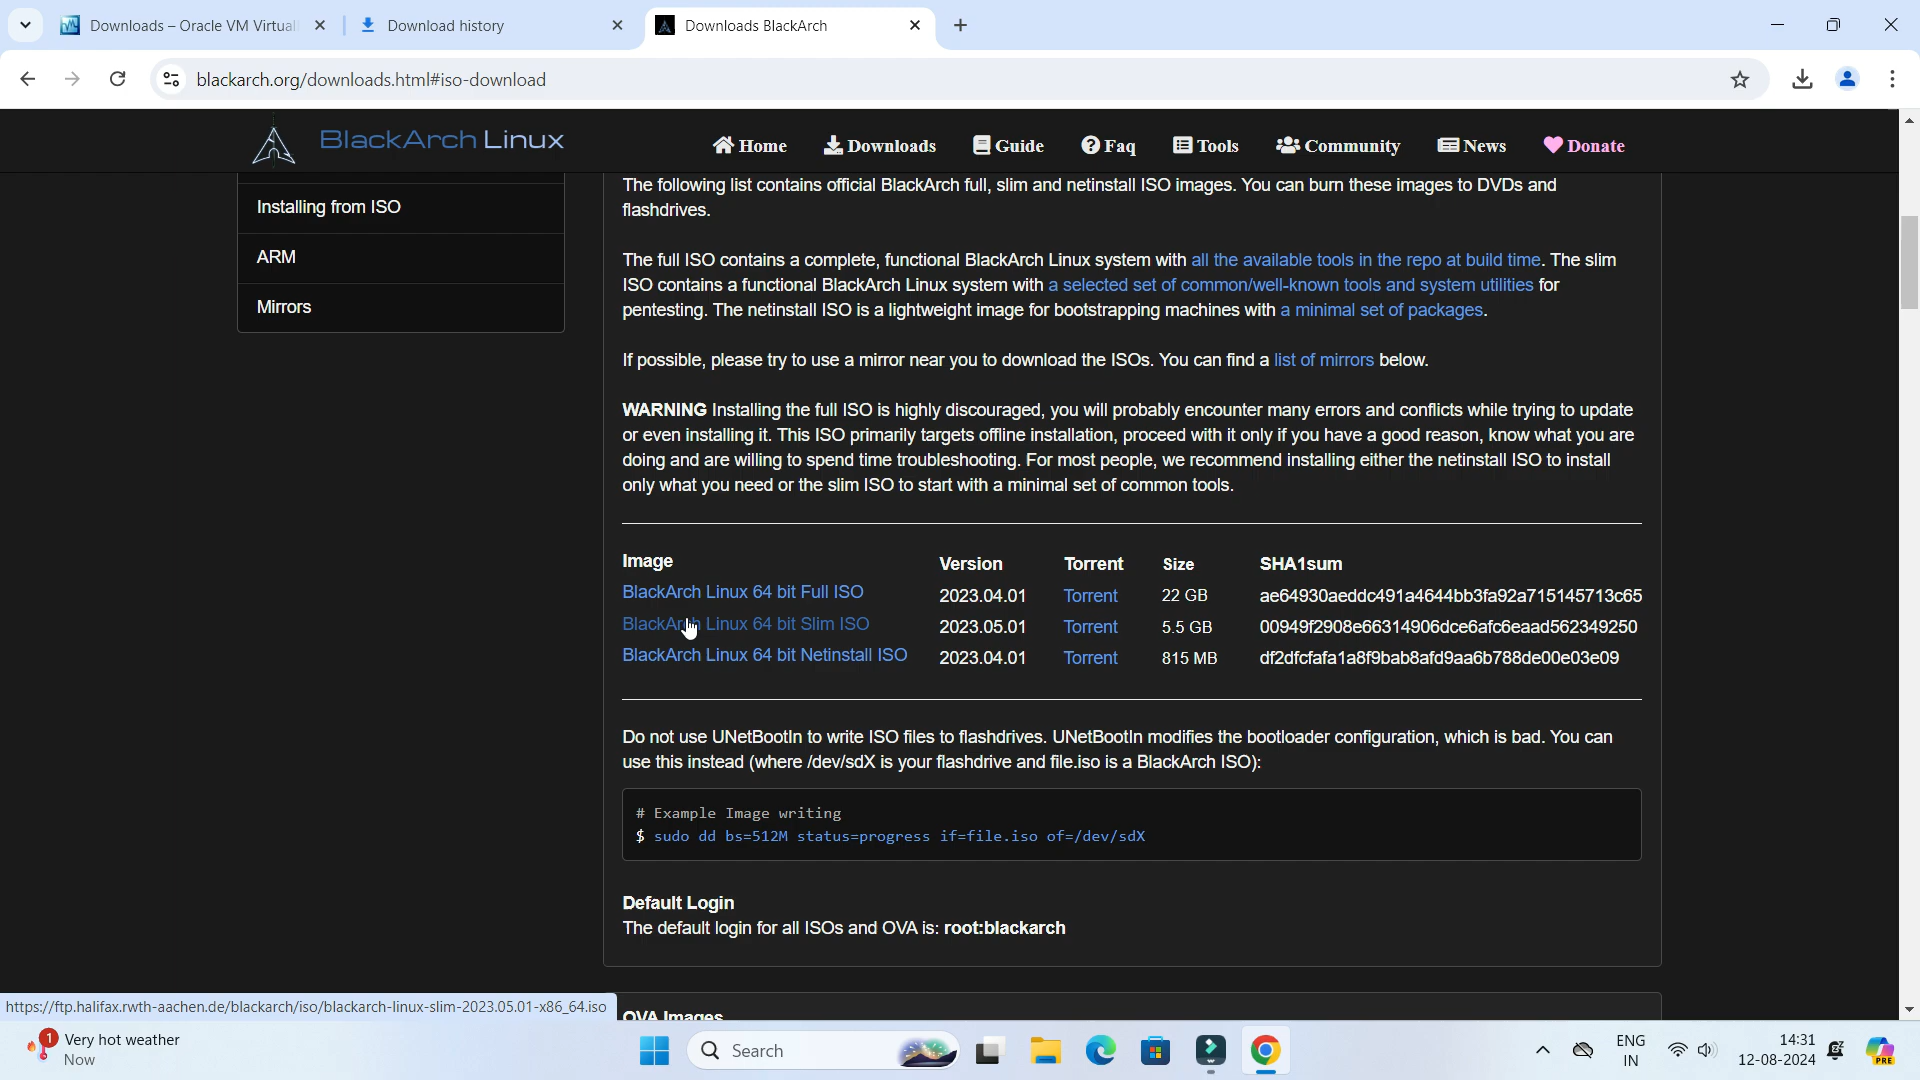 Downloads – Oracle VM Virtual
Download history
Downloads BlackArch
blackarch.org/downloads.html#iso-download
BlackArch Linux
Home
Downloads
Guide
Faq
Tools
Community
News
Donate
Installing from ISO
ARM
Mirrors
The following list contains official BlackArch full, slim and netinstall ISO images. You can burn these images to DVDs and
flashdrives.
The full ISO contains a complete, functional BlackArch Linux system with all the available tools in the repo at build time. The slim
ISO contains a functional BlackArch Linux system with a selected set of common/well-known tools and system utilities for
pentesting. The netinstall ISO is a lightweight image for bootstrapping machines with a minimal set of packages.
If possible, please try to use a mirror near you to download the ISOs. You can find a list of mirrors below.
WARNING Installing the full ISO is highly discouraged, you will probably encounter many errors and conflicts while trying to update
or even installing it. This ISO primarily targets offline installation, proceed with it only if you have a good reason, know what you are
doing and are willing to spend time troubleshooting. For most people, we recommend installing either the netinstall ISO to install
only what you need or the slim ISO to start with a minimal set of common tools.
Image Version Torrent Size SHA1sum
BlackArch Linux 64 bit Full ISO 2023.04.01 Torrent 22 GB ae64930aeddc491a4644bb3fa92a715145713c65
BlackArch Linux 64 bit Slim ISO 2023.05.01 Torrent 5.5 GB 00949f2908e66314906dce6afc6eaad562349250
BlackArch Linux 64 bit Netinstall ISO 2023.04.01 Torrent 815 MB df2dfcfafa1a8f9bab8afd9aa6b788de00e03e09
Do not use UNetBootIn to write ISO files to flashdrives. UNetBootIn modifies the bootloader configuration, which is bad. You can
use this instead (where /dev/sdX is your flashdrive and file.iso is a BlackArch ISO):
# Example Image writing
$ sudo dd bs=512M status=progress if=file.iso of=/dev/sdX
Default Login
The default login for all ISOs and OVA is: root:blackarch
https://ftp.halifax.rwth-aachen.de/blackarch/iso/blackarch-linux-slim-2023.05.01-x86_64.iso
OVA Images
1
Very hot weather
Now
Search
PRE
ENG
IN
14:31
12-08-2024